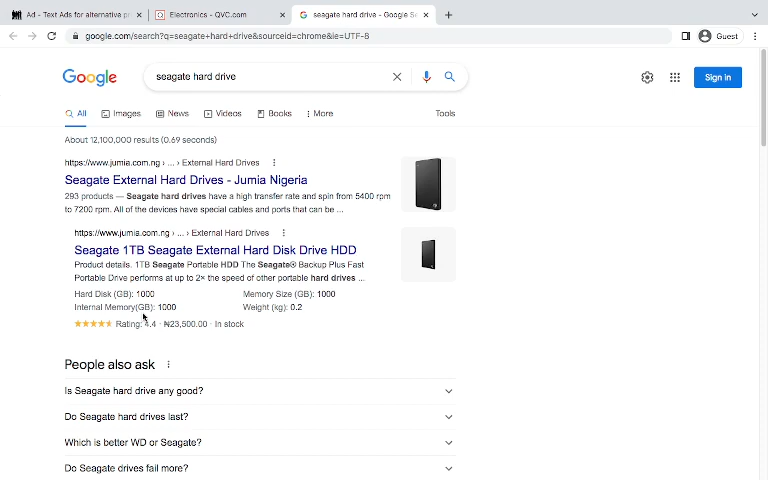 Ad - Text Ads for alternative pr
Electronics - QVC.com
seagate hard drive - Google Se
google.com/search?q=seagate+hard+drive&sourceid=chrome&ie=UTF-8
Guest
Google
seagate hard drive
Sign in
All Images News Videos Books More Tools
About 12,100,000 results (0.69 seconds)
https://www.jumia.com.ng › ... › External Hard Drives
Seagate External Hard Drives - Jumia Nigeria
293 products — Seagate hard drives have a high transfer rate and spin from 5400 rpm
to 7200 rpm. All of the devices have special cables and ports that can be ...
https://www.jumia.com.ng › ... › External Hard Drives
Seagate 1TB Seagate External Hard Disk Drive HDD
Product details. 1TB Seagate Portable HDD The Seagate® Backup Plus Fast
Portable Drive performs at up to 2× the speed of other portable hard drives ...
Hard Disk (GB): 1000 Memory Size (GB): 1000
Internal Memory(GB): 1000 Weight (kg): 0.2
Rating: 4.4 · ₦23,500.00 · In stock
People also ask
Is Seagate hard drive any good?
Do Seagate hard drives last?
Which is better WD or Seagate?
Do Seagate drives fail more?